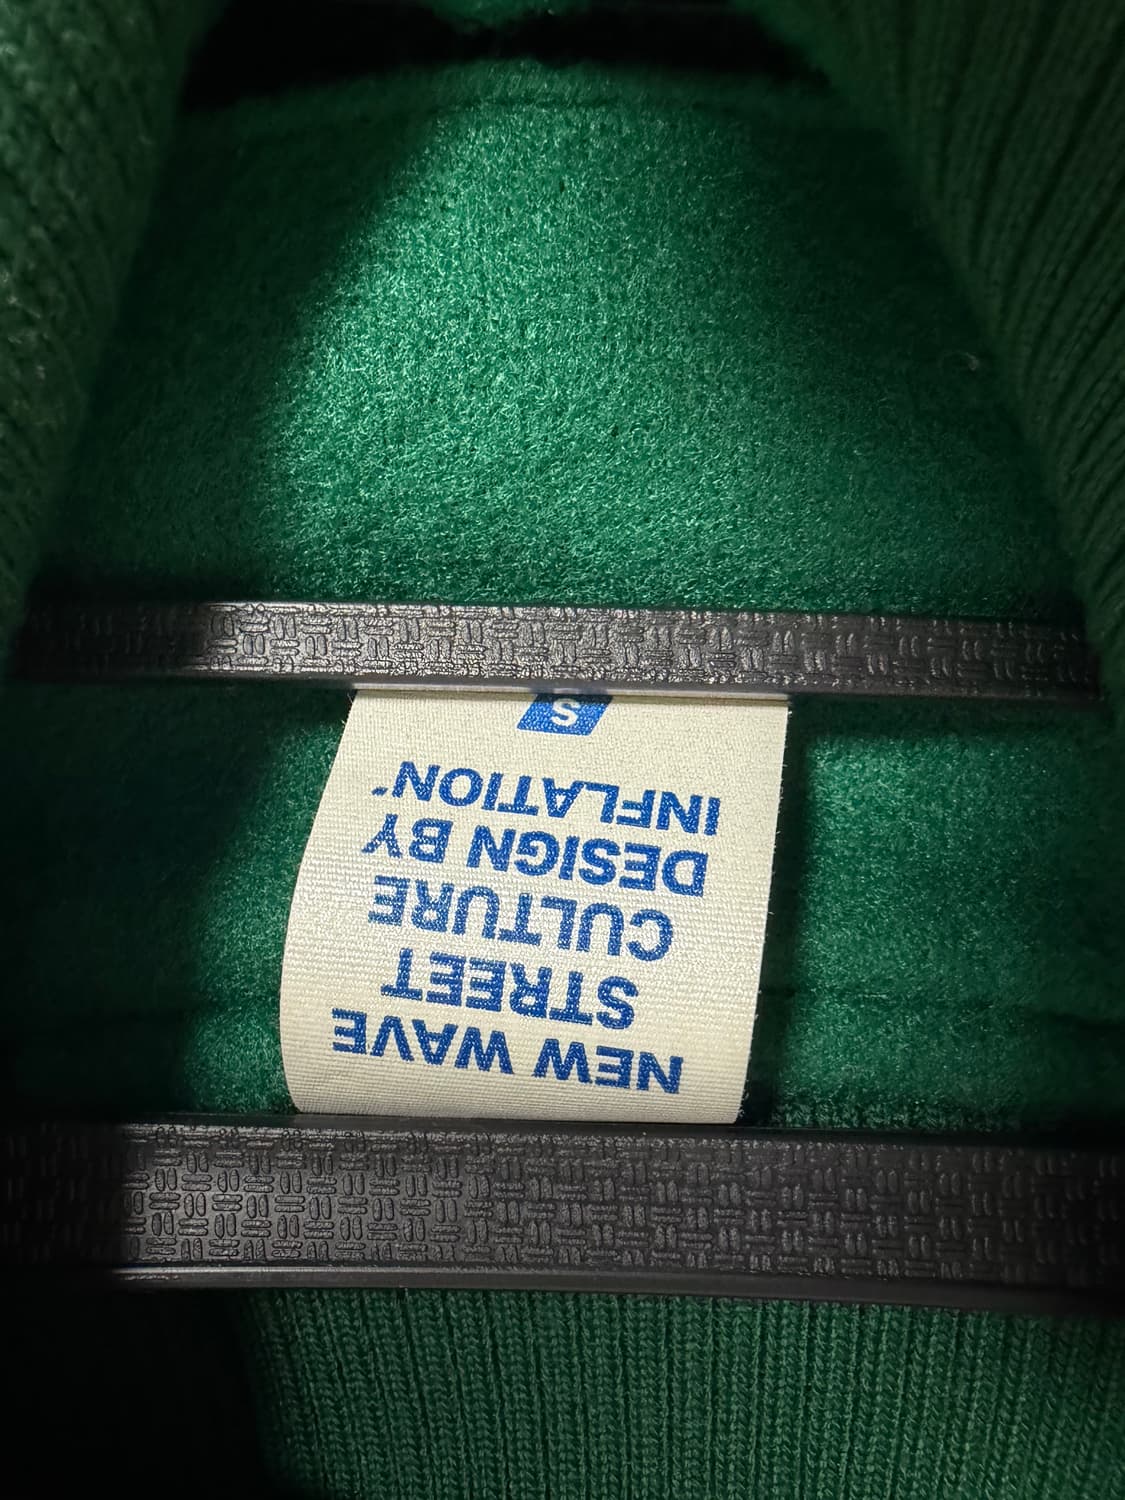 NEW WAVE
STREET
CULTURE
DESIGN BY
INFLATION
S